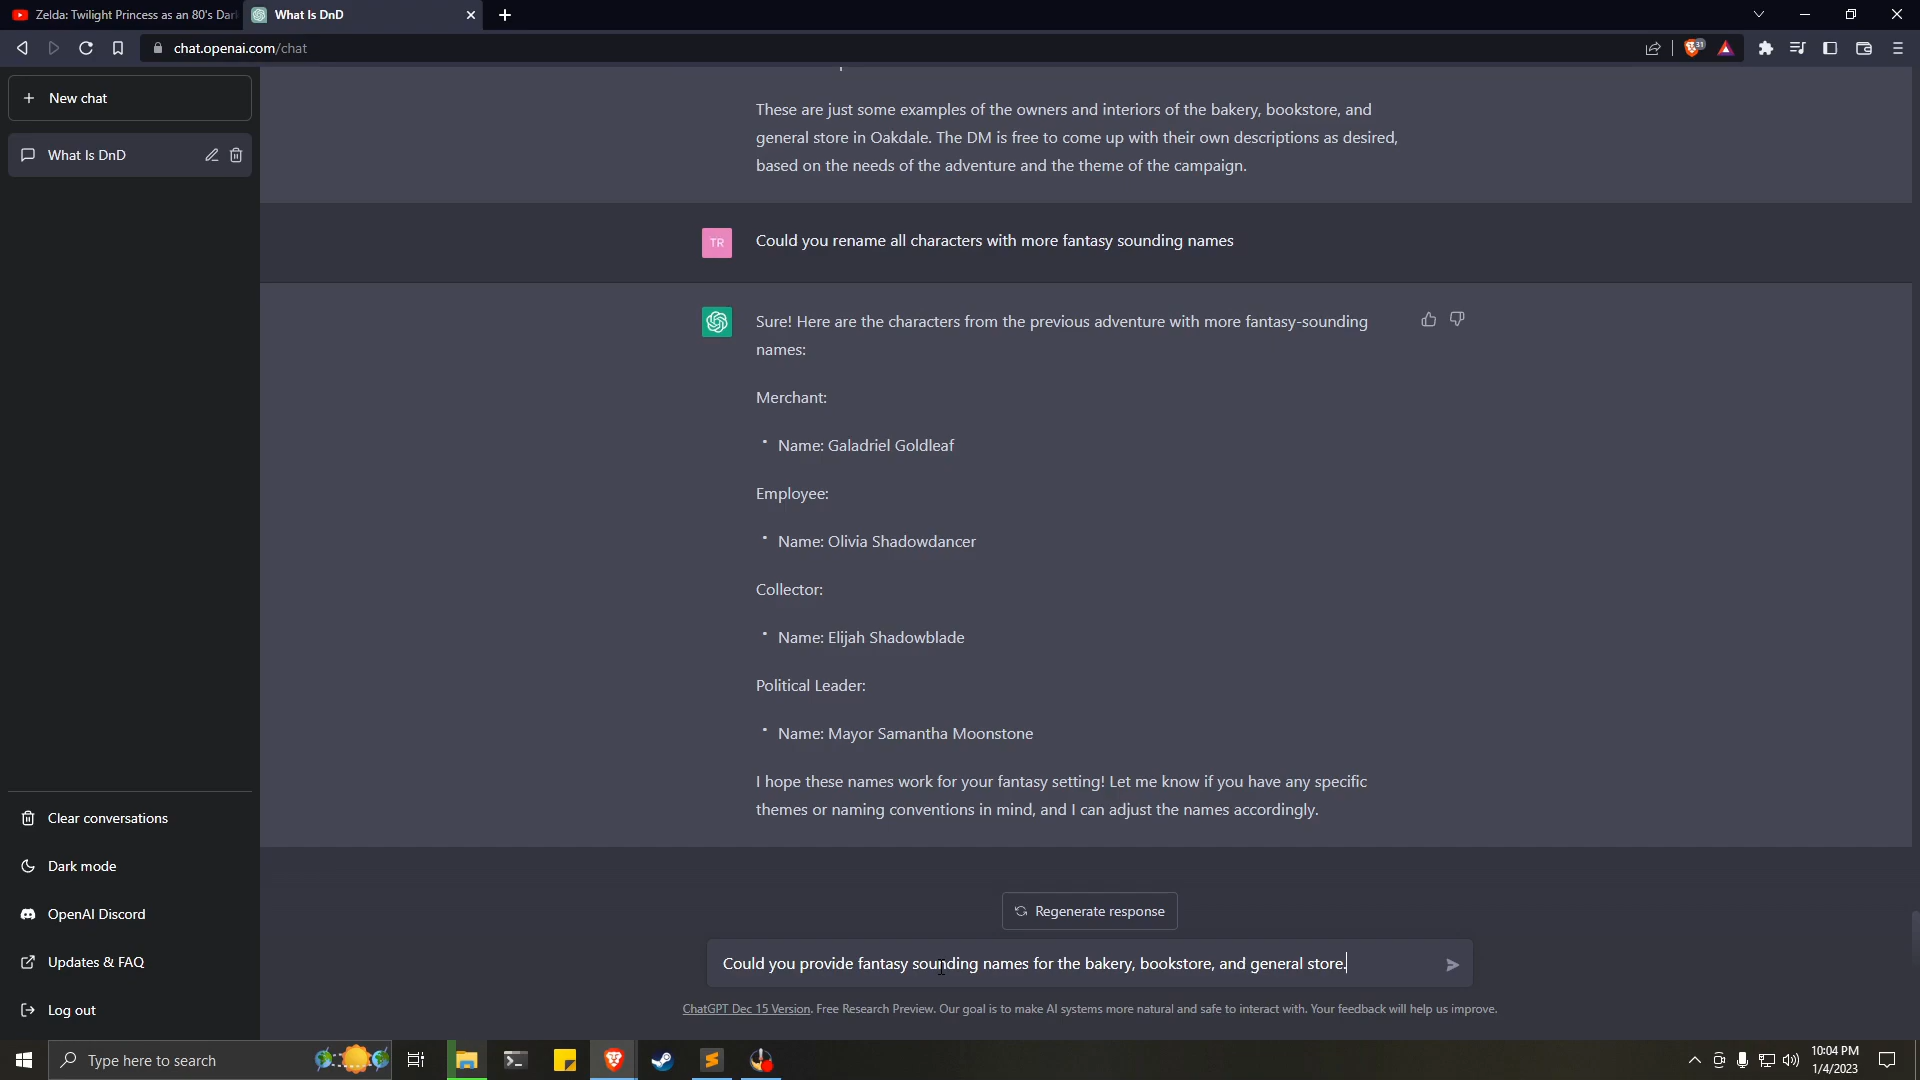 Zelda: Twilight Princess as an 80's Dar
What Is DnD
chat.openai.com/chat
31
New chat
What Is DnD
These are just some examples of the owners and interiors of the bakery, bookstore, and
general store in Oakdale. The DM is free to come up with their own descriptions as desired,
based on the needs of the adventure and the theme of the campaign.
TR
Could you rename all characters with more fantasy sounding names
Sure! Here are the characters from the previous adventure with more fantasy-sounding
names:
Merchant:
• Name: Galadriel Goldleaf
Employee:
• Name: Olivia Shadowdancer
Collector:
• Name: Elijah Shadowblade
Political Leader:
• Name: Mayor Samantha Moonstone
I hope these names work for your fantasy setting! Let me know if you have any specific
themes or naming conventions in mind, and I can adjust the names accordingly.
Clear conversations
Dark mode
OpenAI Discord
Updates & FAQ
Log out
Regenerate response
Could you provide fantasy sounding names for the bakery, bookstore, and general store.
ChatGPT Dec 15 Version. Free Research Preview. Our goal is to make AI systems more natural and safe to interact with. Your feedback will help us improve.
Type here to search
10:04 PM
1/4/2023